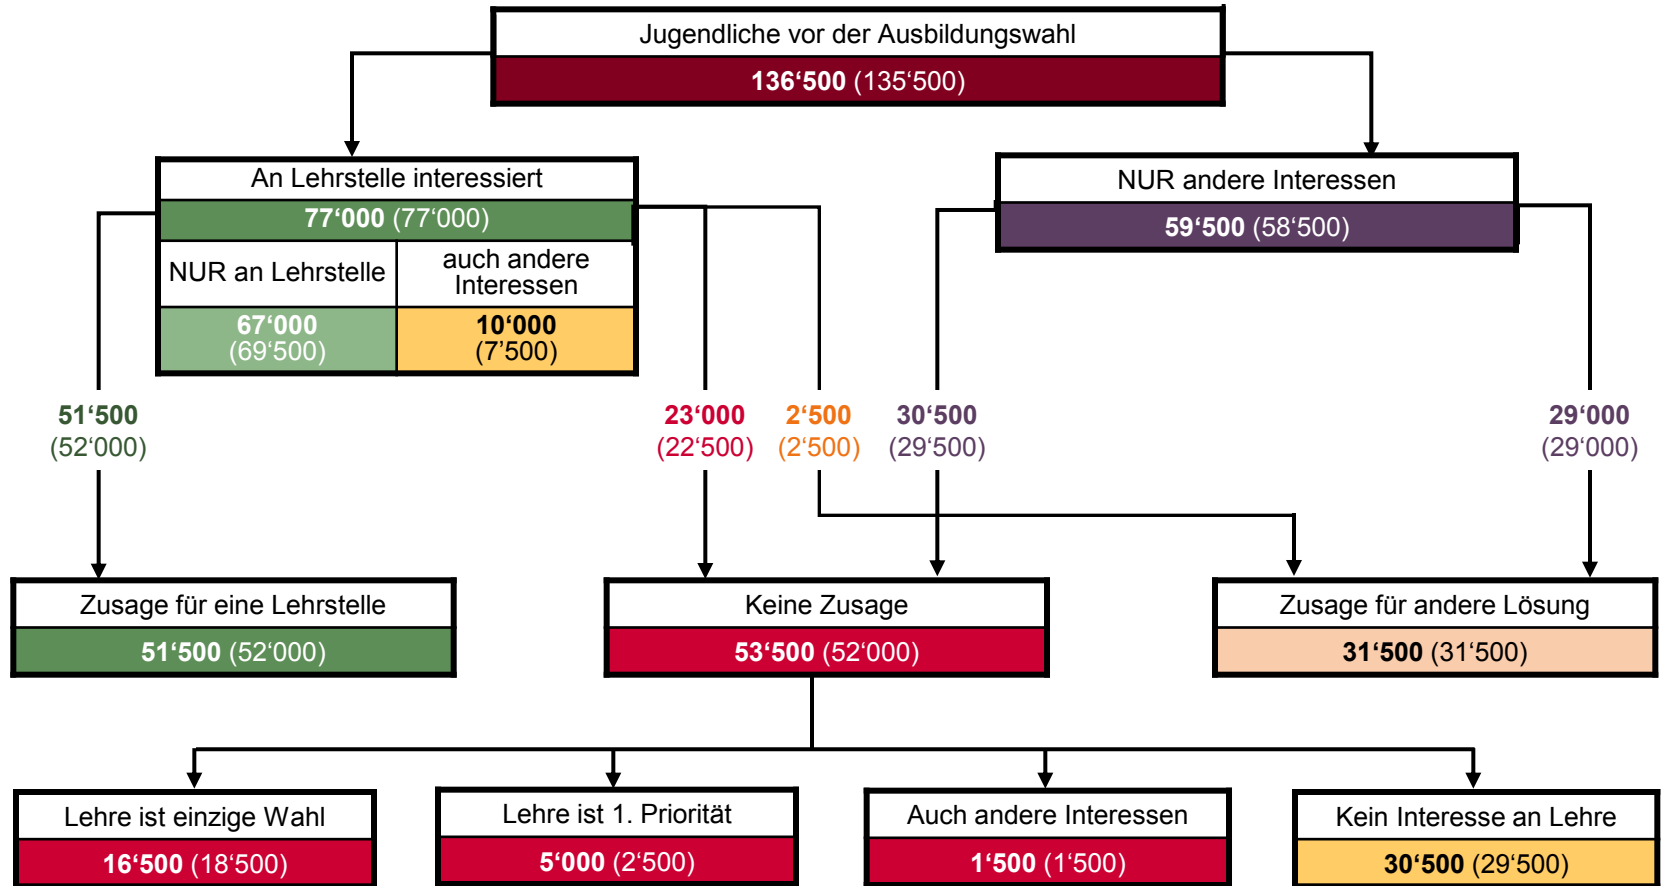 Jugendliche vor der Ausbildungswahl
136‘500 (135‘500)
An Lehrstelle interessiert
77‘000 (77‘000)
NUR an Lehrstelle
auch andere
Interessen
67‘000
(69‘500)
10‘000
(7’500)
NUR andere Interessen
59‘500 (58‘500)
51‘500
(52‘000)
23‘000
(22‘500)
2‘500
(2‘500)
30‘500
(29‘500)
29‘000
(29‘000)
Zusage für eine Lehrstelle
51‘500 (52‘000)
Keine Zusage
53‘500 (52‘000)
Zusage für andere Lösung
31‘500 (31‘500)
Lehre ist einzige Wahl
16‘500 (18‘500)
Lehre ist 1. Priorität
5‘000 (2‘500)
Auch andere Interessen
1‘500 (1‘500)
Kein Interesse an Lehre
30‘500 (29‘500)